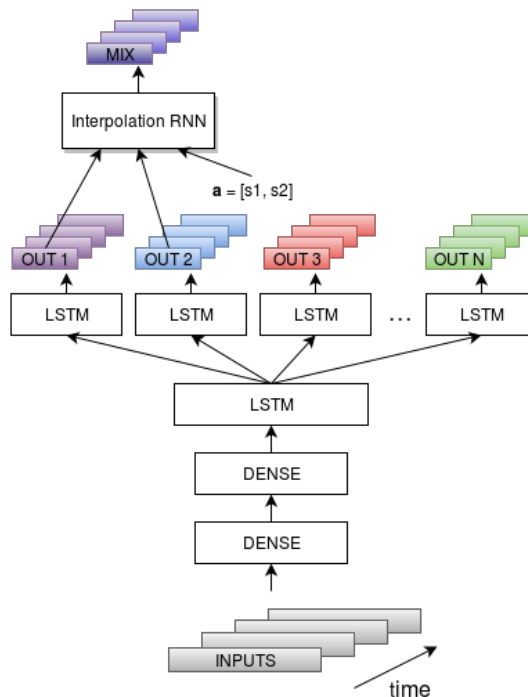 MIX
Interpolation RNN
a = [s1, s2]
OUT 1 OUT 2 OUT 3 OUT N
LSTM LSTM LSTM ... LSTM
LSTM
DENSE
DENSE
INPUTS
time